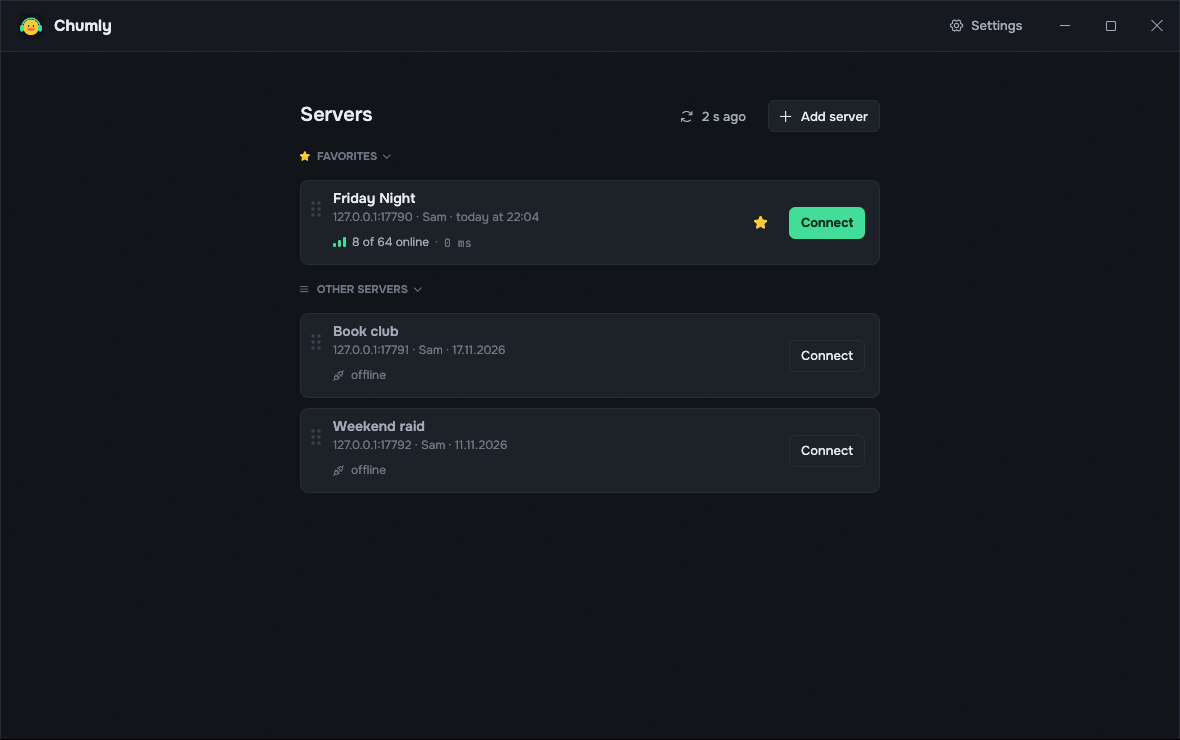 Chumly
Settings
Servers
2 s ago
Add server
FAVORITES
Friday Night
127.0.0.1:17790 · Sam · today at 22:04
8 of 64 online · 0 ms
Connect
OTHER SERVERS
Book club
127.0.0.1:17791 · Sam · 17.11.2026
offline
Connect
Weekend raid
127.0.0.1:17792 · Sam · 11.11.2026
offline
Connect